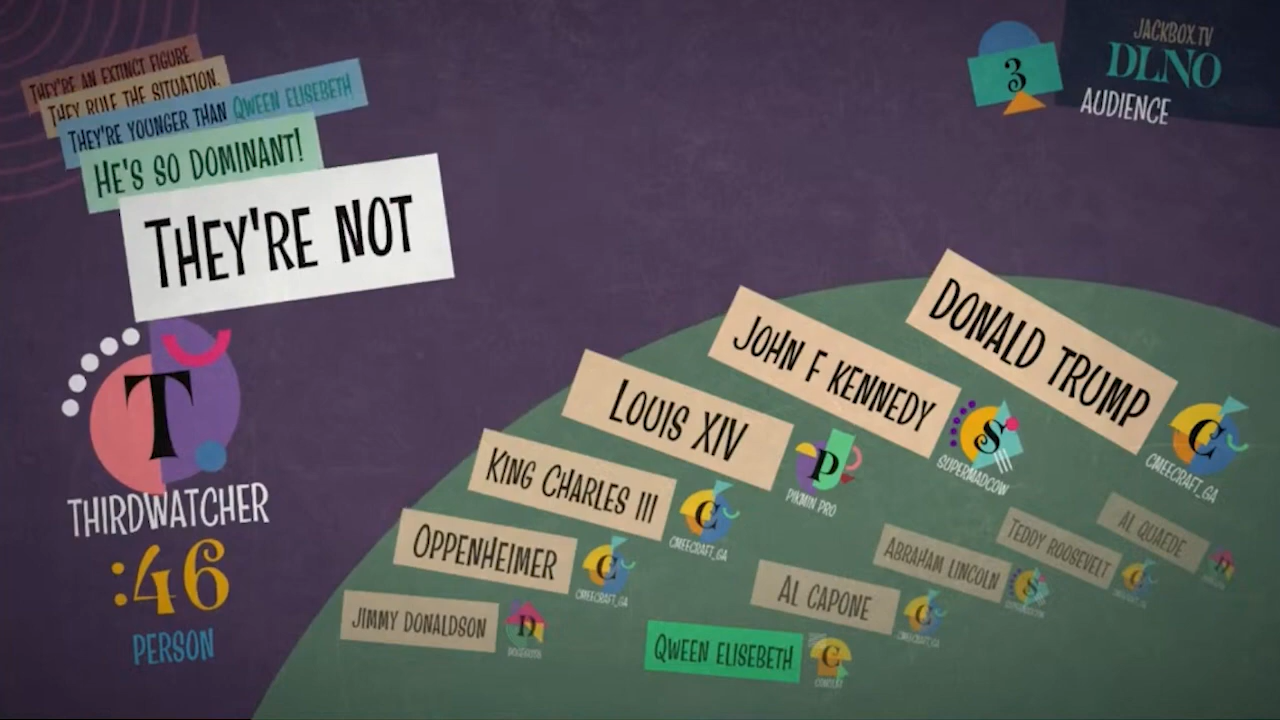 THEY'RE AN EXTINCT FIGURE.
THEY RULE THE SITUATION.
THEY'RE YOUNGER THAN QWEEN ELISEBETH
HE'S SO DOMINANT!
THEY'RE NOT
T
THIRDWATCHER
:46
PERSON
3
JACKBOX.TV
DLNO
AUDIENCE
DONALD TRUMP
C
CMEECRAFT_GA
JOHN F KENNEDY
S
SUPERMADCOW
LOUIS XIV
P
PIKMIN PRO
KING CHARLES III
C
CMEECRAFT_GA
OPPENHEIMER
C
CMEECRAFT_GA
JIMMY DONALDSON
D
AL QUAEDE
TEDDY ROOSEVELT
C
CMEECRAFT_GA
ABRAHAM LINCOLN
S
SUPERMADCOW
AL CAPONE
C
CMEECRAFT_GA
QWEEN ELISEBETH
C